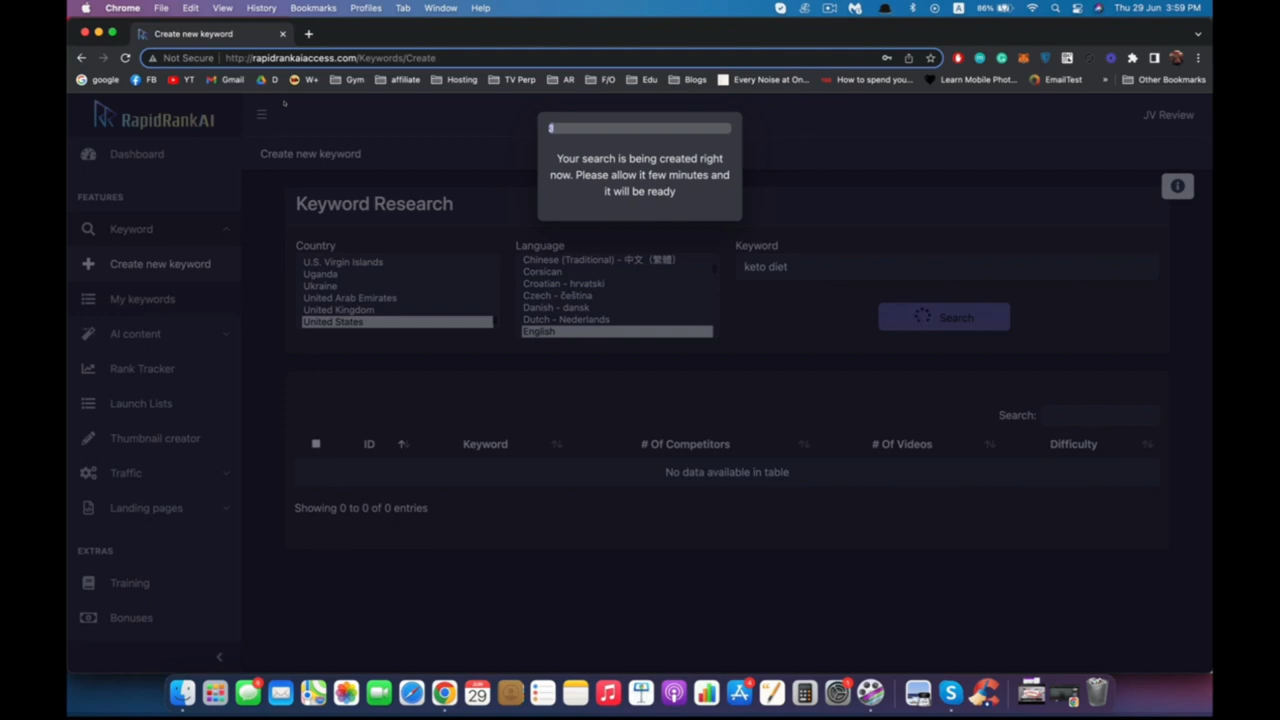 Chrome File Edit View History Bookmarks Profiles Tab Window Help
86% Thu 29 Jun 3:59 PM
Create new keyword
Not Secure http://rapidrankaiaccess.com/Keywords/Create
google FB YT Gmail D W+ Gym affiliate Hosting TV Perp AR F/O Edu Blogs Every Noise at On... How to spend you... Learn Mobile Phot... EmailTest » Other Bookmarks
RapidRankAI
JV Review
Create new keyword
Dashboard
FEATURES
Keyword
Create new keyword
My keywords
AI content
Rank Tracker
Launch Lists
Thumbnail creator
Traffic
Landing pages
EXTRAS
Training
Bonuses
Your search is being created right
now. Please allow it few minutes and
it will be ready
Keyword Research
Country
U.S. Virgin Islands
Uganda
Ukraine
United Arab Emirates
United Kingdom
United States
Language
Chinese (Traditional) - 中文（繁體）
Corsican
Croatian - hrvatski
Czech - čeština
Danish - dansk
Dutch - Nederlands
English
Keyword
keto diet
Search
Search:
ID Keyword # Of Competitors # Of Videos Difficulty
No data available in table
Showing 0 to 0 of 0 entries